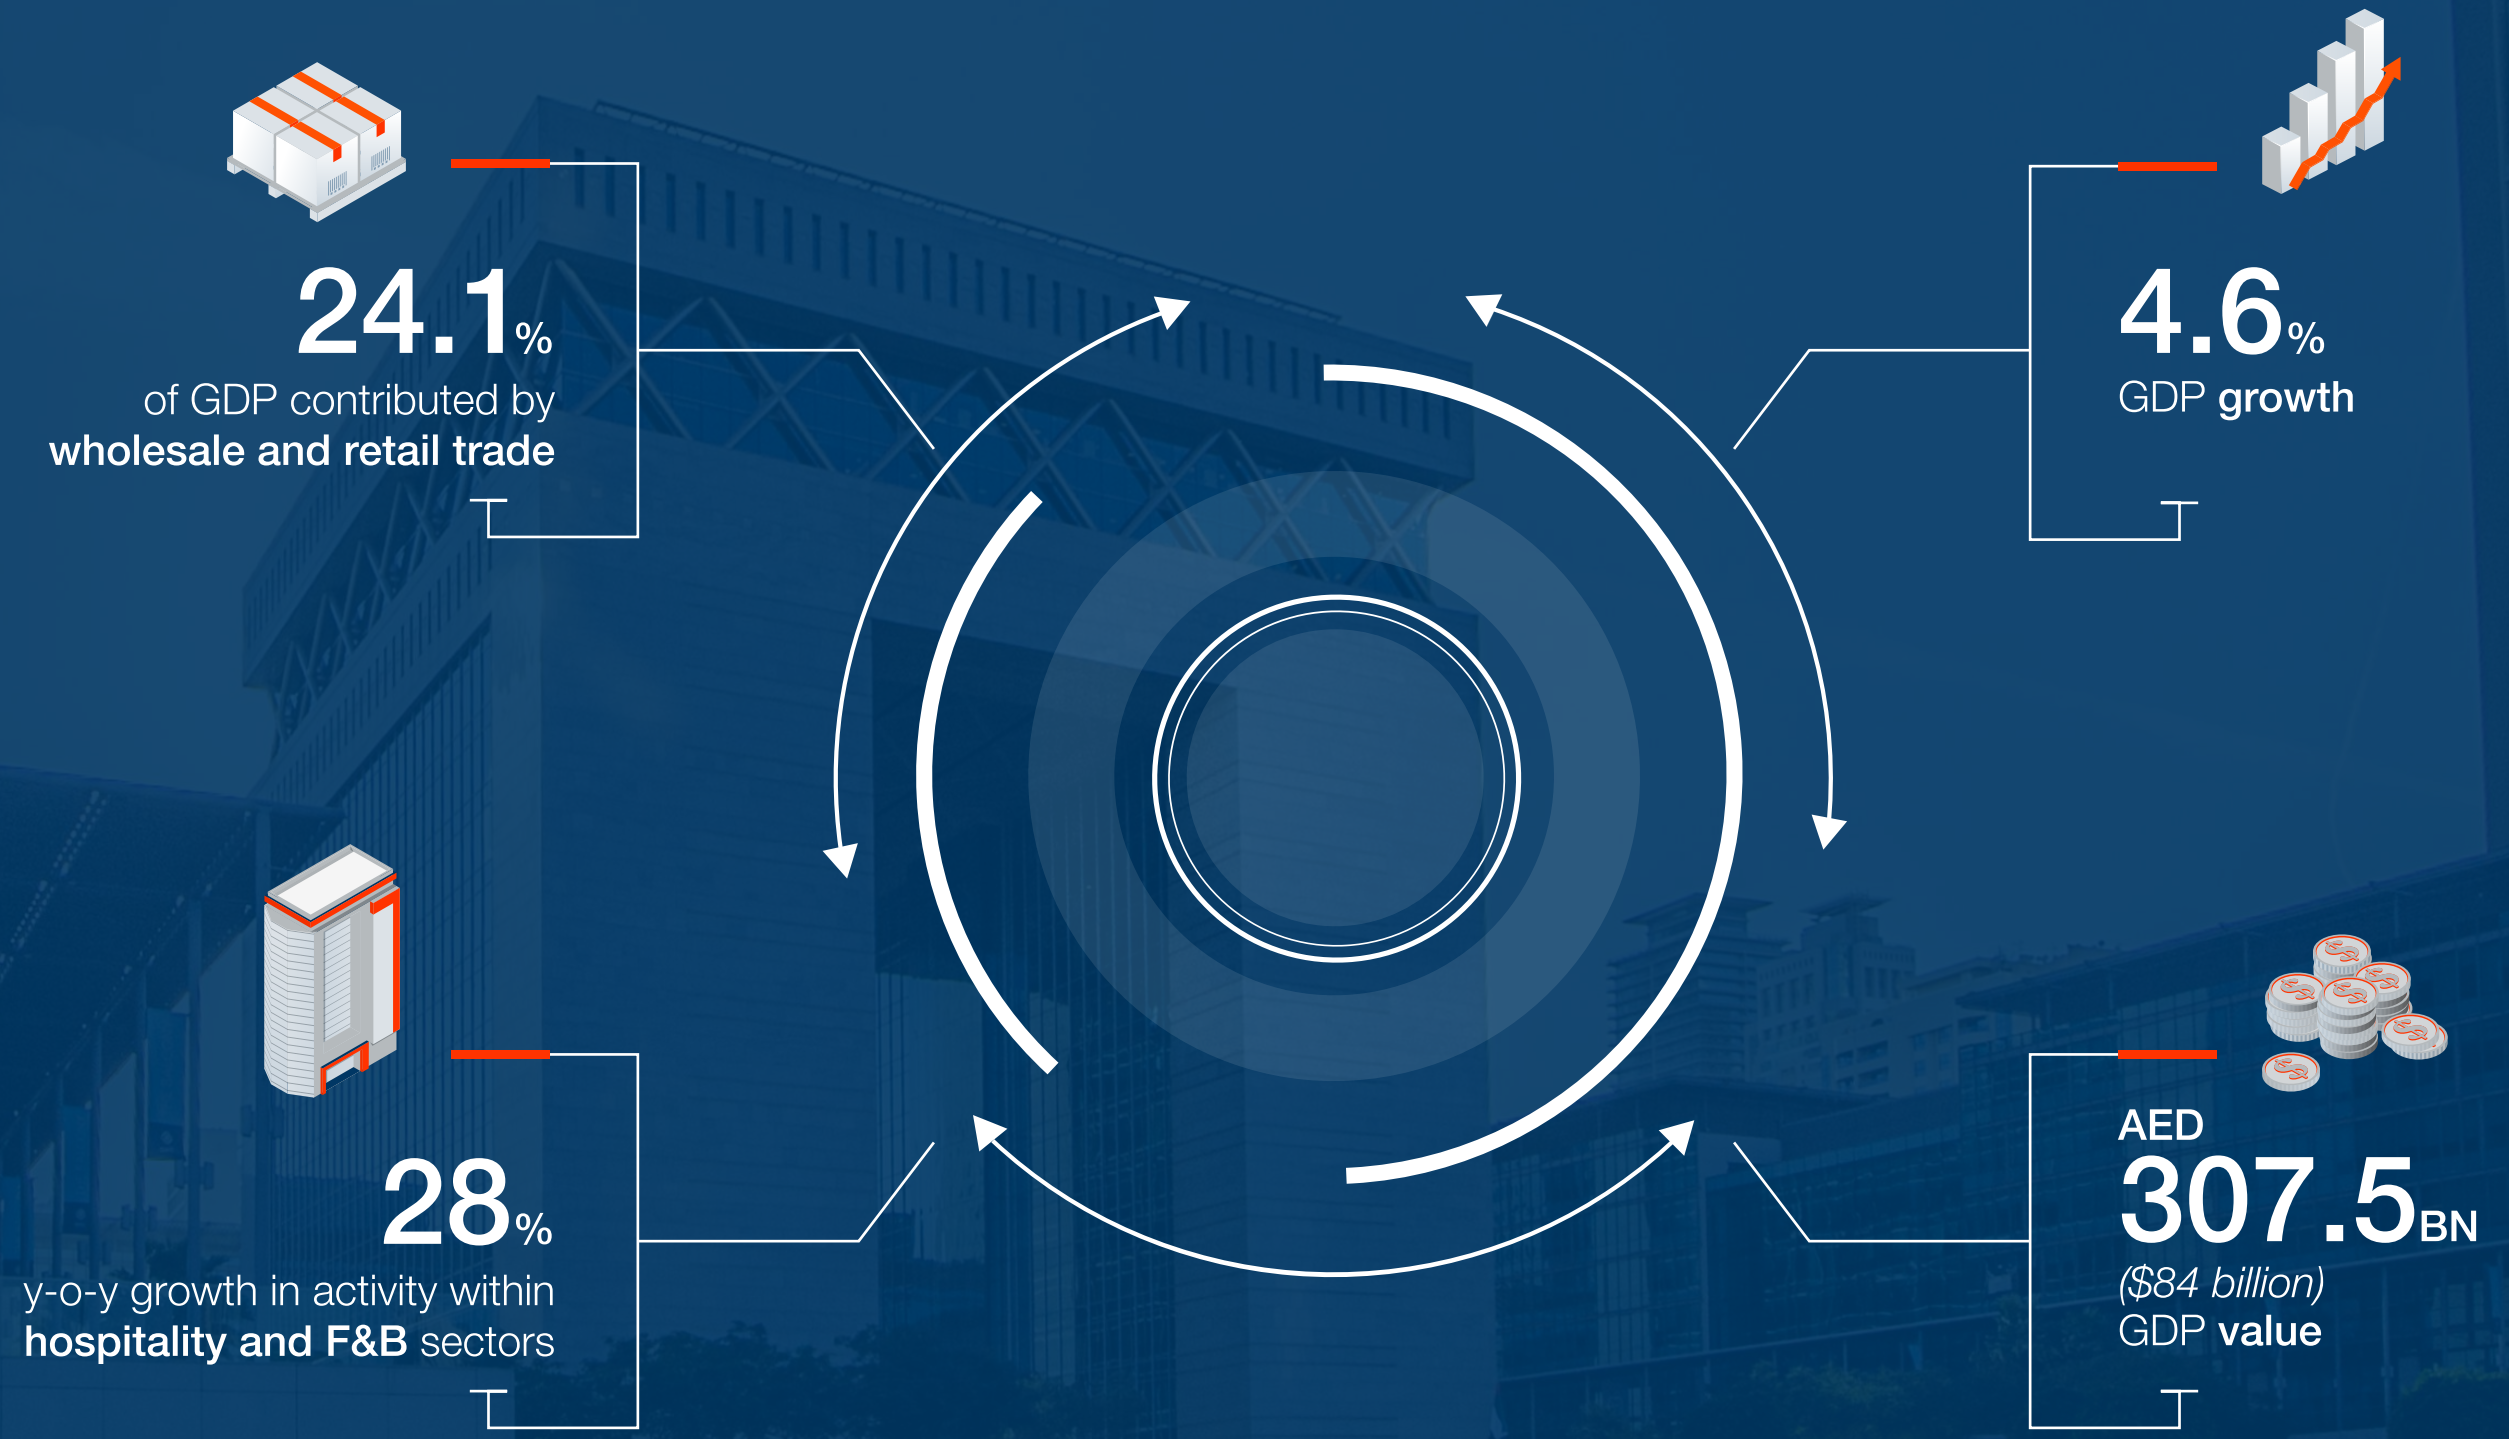 24.1%
of GDP contributed by
wholesale and retail trade
4.6%
GDP growth
28%
y-o-y growth in activity within
hospitality and F&B sectors
AED
307.5BN
($84 billion)
GDP value